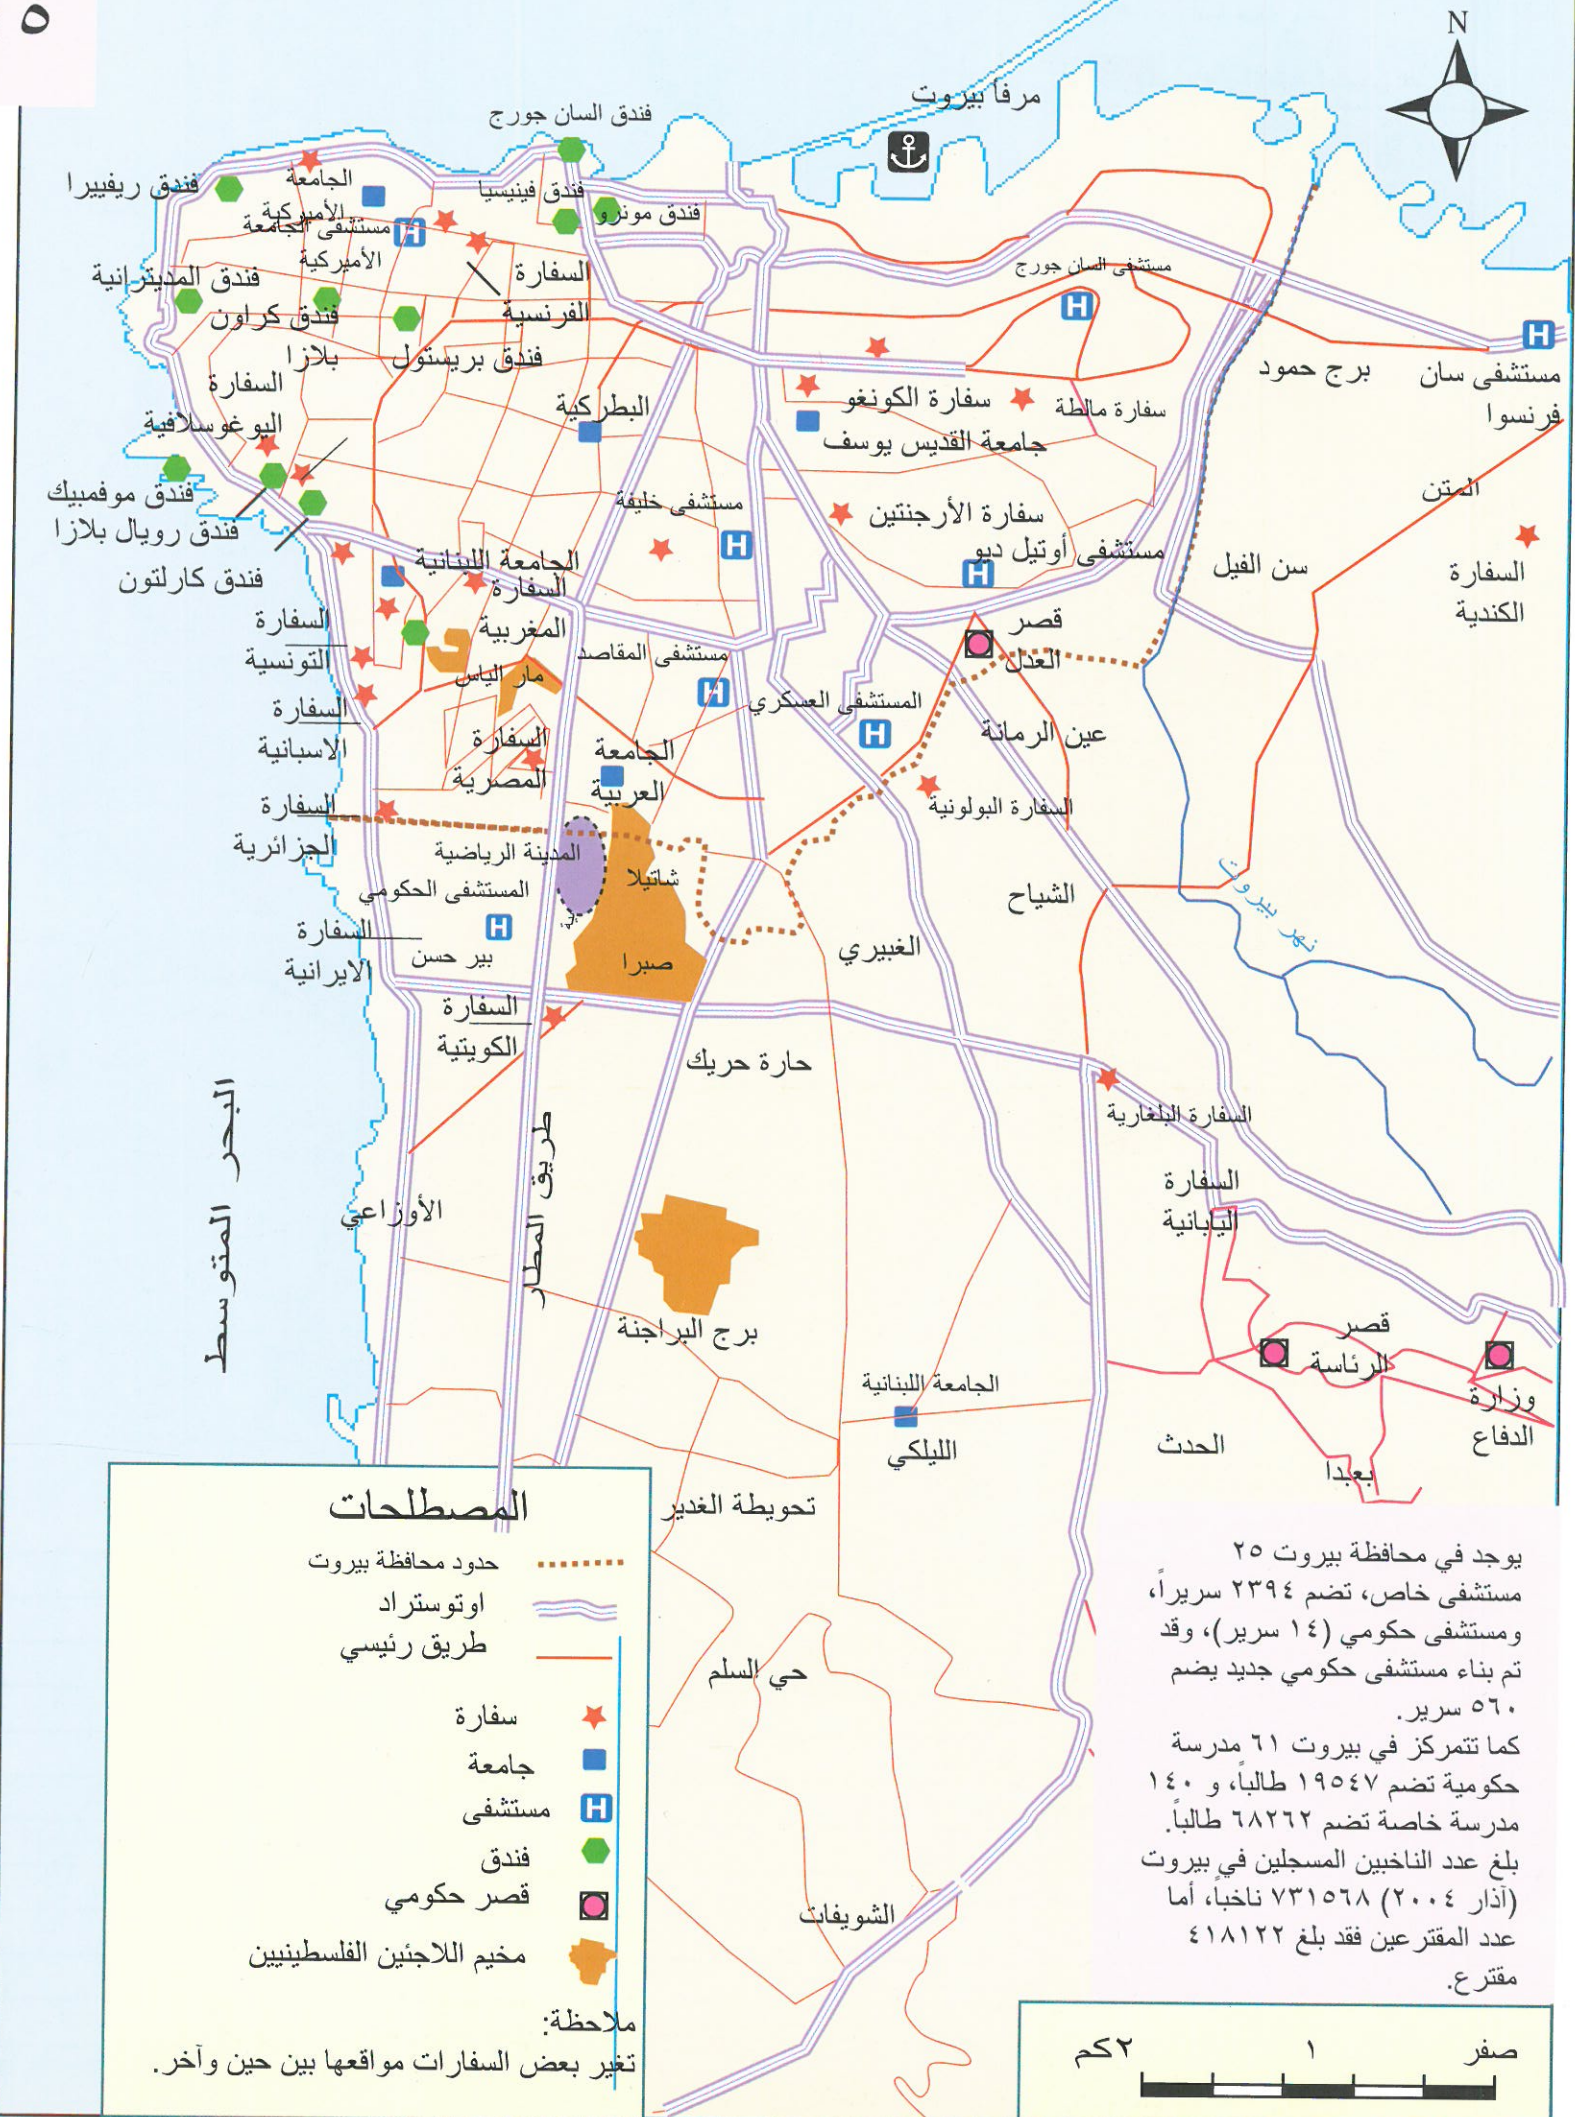 ٥
N
مرفأ بيروت
فندق السان جورج
فندق ريفييرا
الجامعة
الأميركية
فندق فينيسيا
فندق مونرو
مستشفى الجامعة
الأميركية
السفارة
الفرنسية
مستشفى السان جورج
فندق المديترانية
فندق كراون
بلازا
فندق بريستول
مستشفى سان
فرنسوا
برج حمود
السفارة
اليوغوسلافية
البطركية
سفارة الكونغو
سفارة مالطة
جامعة القديس يوسف
فندق موفمبيك
فندق رويال بلازا
فندق كارلتون
مستشفى خليفة
سفارة الأرجنتين
المتن
الجامعة اللبنانية
مستشفى أوتيل ديو
سن الفيل
السفارة
الكندية
السفارة
المغربية
السفارة
التونسية
قصر
العدل
مار الياس
مستشفى المقاصد
المستشفى العسكري
السفارة
الاسبانية
عين الرمانة
السفارة
المصرية
الجامعة
العربية
السفارة
الجزائرية
السفارة البولونية
المدينة الرياضية
ية
شاتيلا
المستشفى الحكومي
الشياح
نهر بيروت
السفارة
الايرانية
بير حسن
صبرا
الغبيري
السفارة
الكويتية
حارة حريك
السفارة البلغارية
البحر المتوسط
طريق المطار
الأوزاعي
السفارة
اليابانية
برج البراجنة
قصر
الرئاسة
وزارة
الدفاع
الجامعة اللبنانية
الليلكي
الحدث
بعبدا
تحويطة الغدير
حي السلم
الشويفات
المصطلحات
حدود محافظة بيروت
اوتوستراد
طريق رئيسي
سفارة
جامعة
مستشفى
فندق
قصر حكومي
مخيم اللاجئين الفلسطينيين
ملاحظة:
تغير بعض السفارات مواقعها بين حين وآخر.
يوجد في محافظة بيروت ٢٥
مستشفى خاص، تضم ٢٣٩٤ سريراً،
ومستشفى حكومي (١٤ سرير)، وقد
تم بناء مستشفى حكومي جديد يضم
٥٦٠ سرير.
كما تتمركز في بيروت ٦١ مدرسة
حكومية تضم ١٩٥٤٧ طالباً، و ١٤٠
مدرسة خاصة تضم ٦٨٢٦٢ طالباً.
بلغ عدد الناخبين المسجلين في بيروت
(آذار ٢٠٠٤) ٧٣١٥٦٨ ناخباً، أما
عدد المقترعين فقد بلغ ٤١٨١٢٢
مقترع.
صفر ١ ٢كم